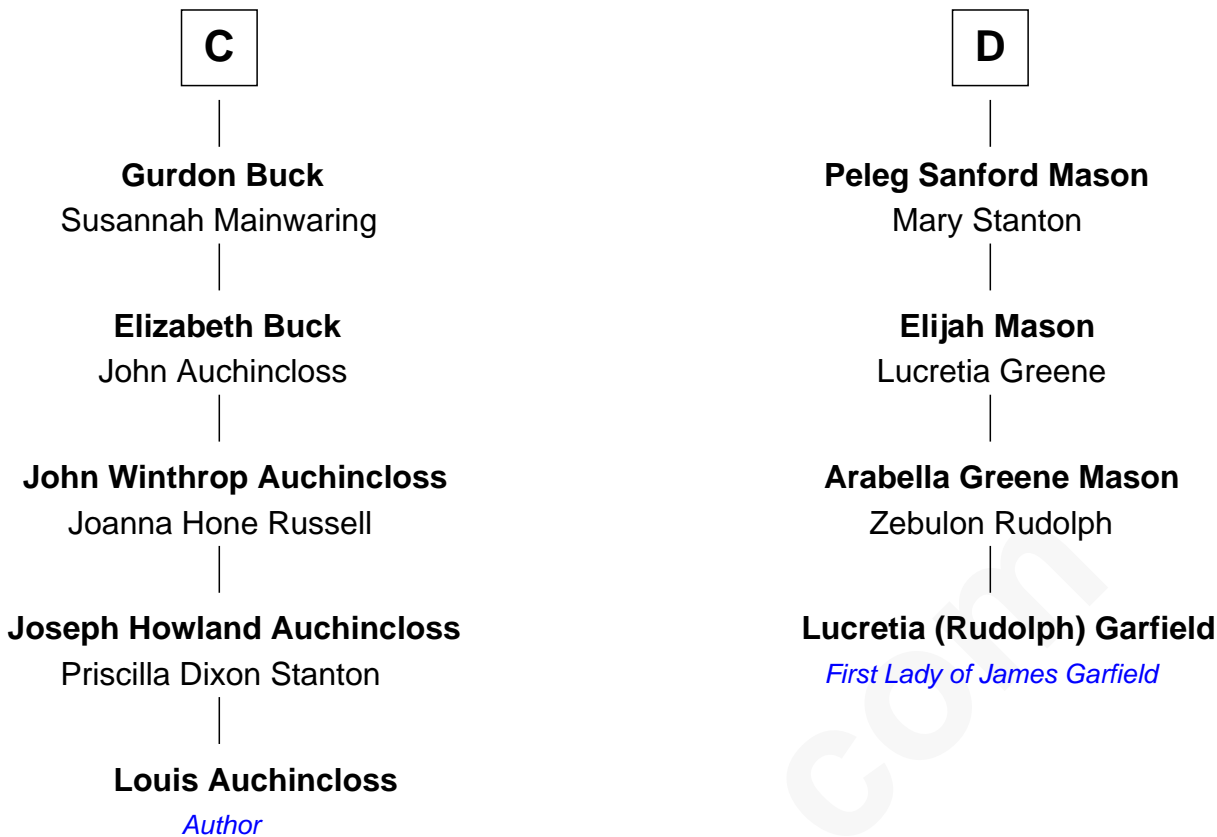 C
Gurdon Buck
Susannah Mainwaring
Elizabeth Buck
John Auchincloss
John Winthrop Auchincloss
Joanna Hone Russell
Joseph Howland Auchincloss
Priscilla Dixon Stanton
Louis Auchincloss
Author
D
Peleg Sanford Mason
Mary Stanton
Elijah Mason
Lucretia Greene
Arabella Greene Mason
Zebulon Rudolph
Lucretia (Rudolph) Garfield
First Lady of James Garfield
com